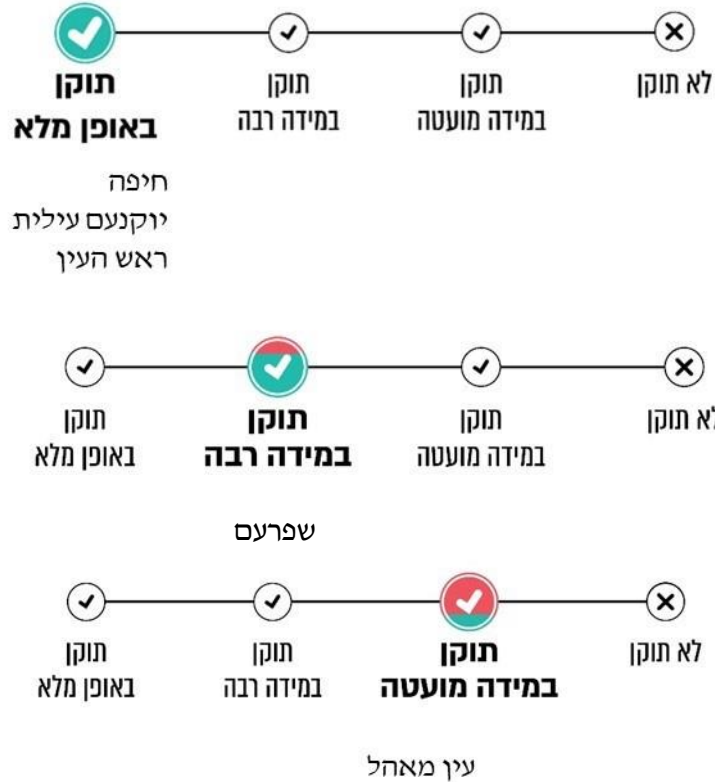 לא תוקן
תוקן
במידה מועטה
תוקן
במידה רבה
תוקן
באופן מלא
חיפה
יוקנעם עילית
ראש העין
לא תוקן
תוקן
במידה מועטה
תוקן
במידה רבה
תוקן
באופן מלא
שפרעם
לא תוקן
תוקן
במידה מועטה
תוקן
במידה רבה
תוקן
באופן מלא
עין מאהל